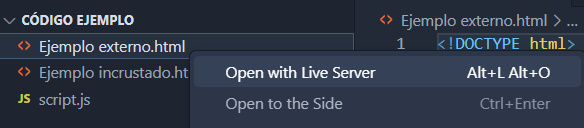 CÓDIGO EJEMPLO
<> Ejemplo externo.html
<> Ejemplo incrustado.ht
JS script.js
<> Ejemplo externo.html > ...
1 <!DOCTYPE html>
Open with Live Server Alt+L Alt+O
Open to the Side Ctrl+Enter